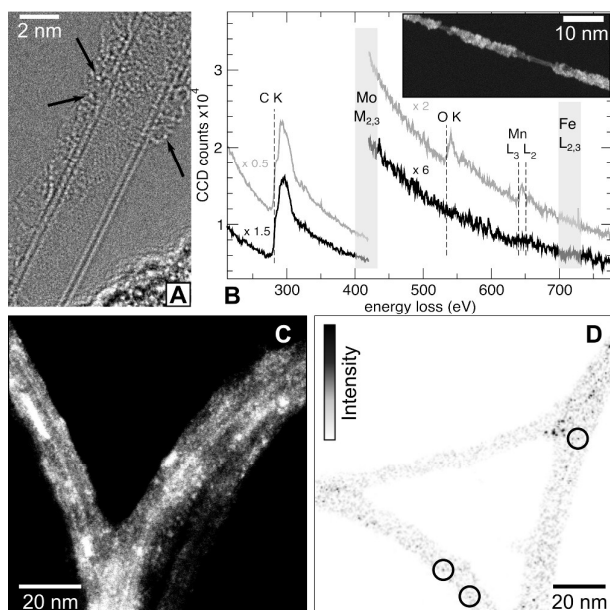 2 nm
A
CCD counts x10⁴
3
2
1
C K
x 0.5
x 1.5
Mo
M2,3
x 2
O K
x 6
Mn
L3 L2
Fe
L2,3
10 nm
300 400 500 600 700
energy loss (eV)
B
C
20 nm
D
Intensity
20 nm